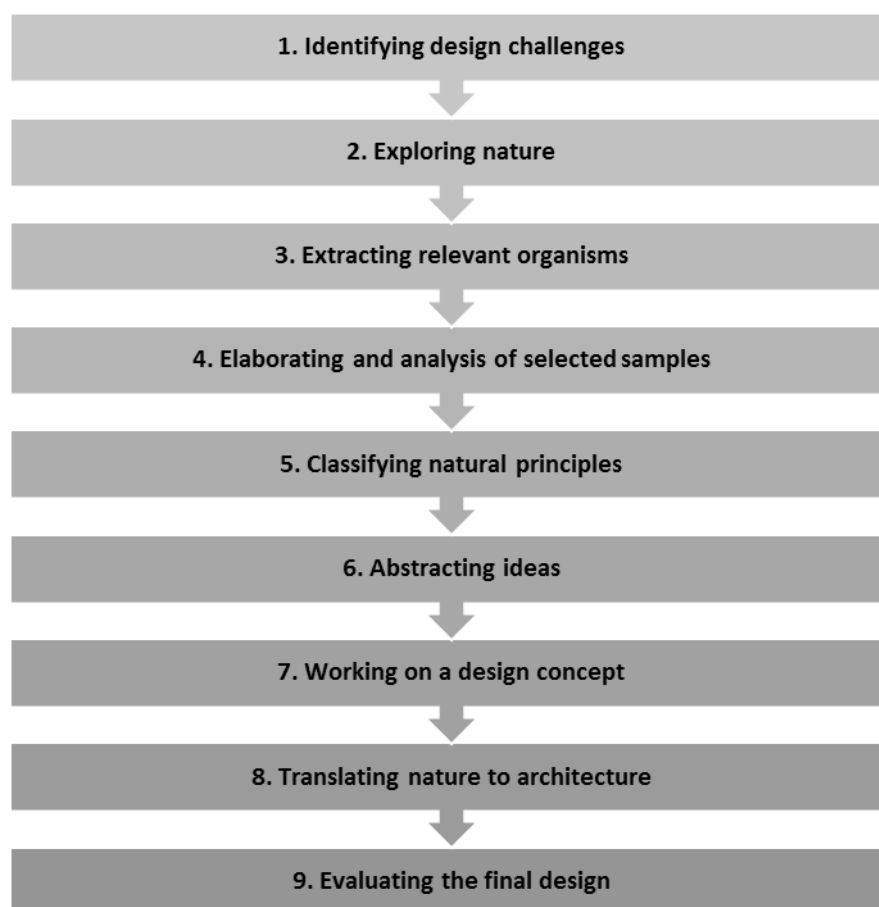 1. Identifying design challenges
2. Exploring nature
3. Extracting relevant organisms
4. Elaborating and analysis of selected samples
5. Classifying natural principles
6. Abstracting ideas
7. Working on a design concept
8. Translating nature to architecture
9. Evaluating the final design